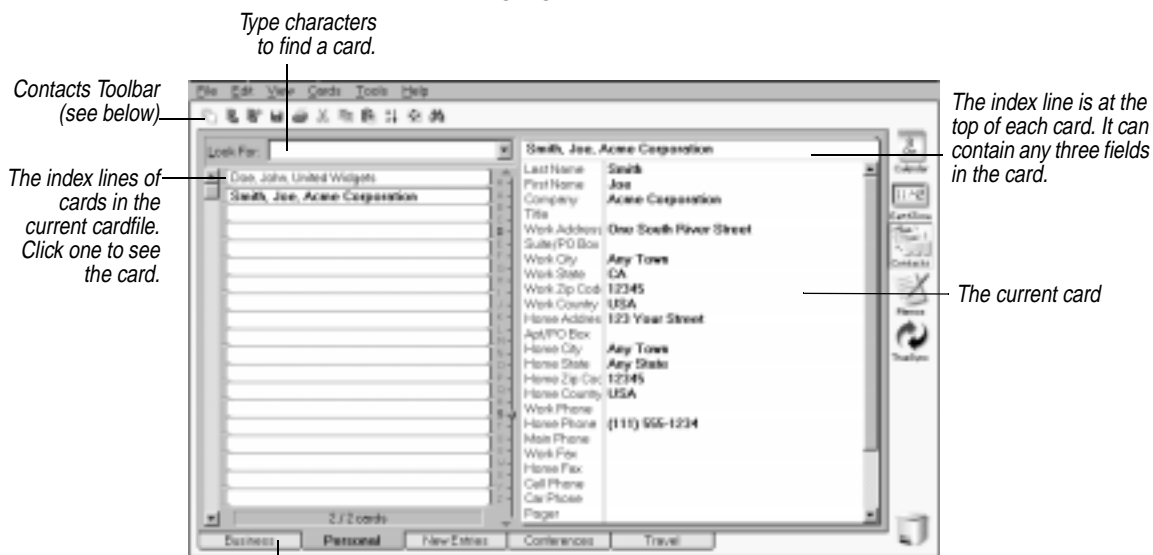 Type characters
to find a card.
Contacts Toolbar
(see below)
The index lines of
cards in the
current cardfile.
Click one to see
the card.
File Edit View Cards Tools Help
Look For:
Doe, John, United Widgets
Smith, Joe, Acme Corporation
2 / 2 cards
Smith, Joe, Acme Corporation
Last Name Smith
First Name Joe
Company Acme Corporation
Title
Work Address One South River Street
Suite/PO Box
Work City Any Town
Work State CA
Work Zip Cod 12345
Work Country USA
Home Addres 123 Your Street
Apt/PO Box
Home City Any Town
Home State Any State
Home Zip Coc 12345
Home Country USA
Work Phone
Home Phone (111) 555-1234
Main Phone
Work Fax
Home Fax
Cell Phone
Car Phone
Pager
Business Personal New Entries Conferences Travel
Calendar
Contacts
Memos
TrueSync
The index line is at the
top of each card. It can
contain any three fields
in the card.
The current card